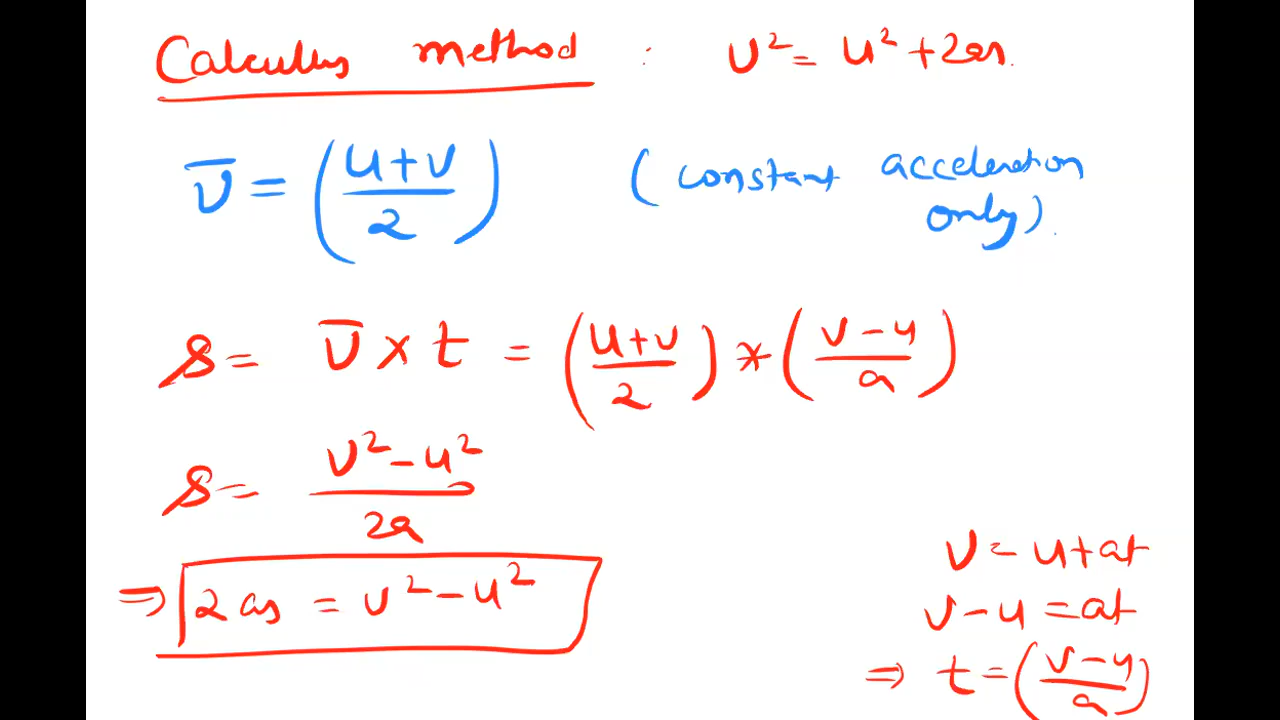 Calculus method : v² = u² + 2as.
v̅ = (u+v / 2) (constant acceleration
only).
s = v̅ × t = (u+v / 2) * (v-u / a)
s = v²-u² / 2a
⇒ 2as = v² - u²
v = u+at
v-u = at
⇒ t = (v-u / a)